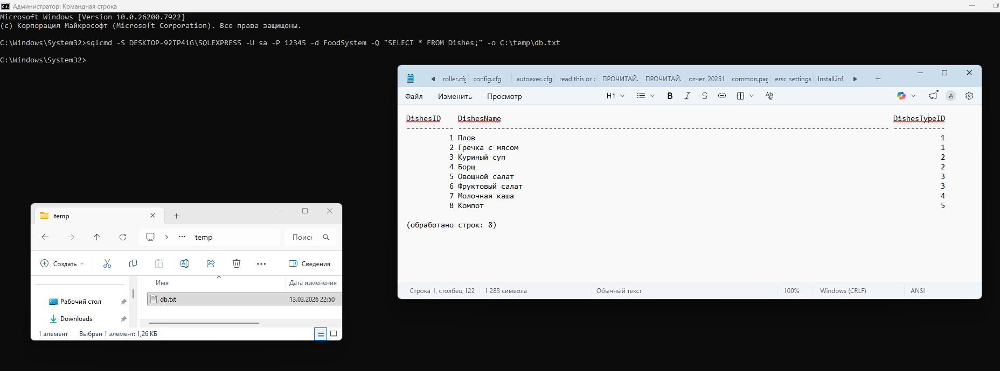 Администратор: Командная строка
Microsoft Windows [Version 10.0.26200.7922]
(c) Корпорация Майкрософт (Microsoft Corporation). Все права защищены.
C:\Windows\System32>sqlcmd -S DESKTOP-92TP41G\SQLEXPRESS -U sa -P 12345 -d FoodSystem -Q "SELECT * FROM Dishes;" -o C:\temp\db.txt
C:\Windows\System32>
roller.cfg config.cfg autoexec.cfg read this or c ПРОЧИТАЙ. ПРОЧИТАЙ. отчет_20251 common.pac ersc_settings Install.inf
Файл Изменить Просмотр H1
DishesID DishesName DishesTypeID
----------- ---------------------------------------------------------------------------------------------------- ------------
1 Плов 1
2 Гречка с мясом 1
3 Куриный суп 2
4 Борщ 2
5 Овощной салат 3
6 Фруктовый салат 3
7 Молочная каша 4
8 Компот 5
(обработано строк: 8)
Строка 1, столбец 122 1 283 символа Обычный текст 100% Windows (CRLF) ANSI
temp
temp Поиск
Создать Сведения
Имя Дата изменения
db.txt 13.03.2026 22:50
Рабочий стол
Downloads
1 элемент Выбран 1 элемент: 1,26 КБ